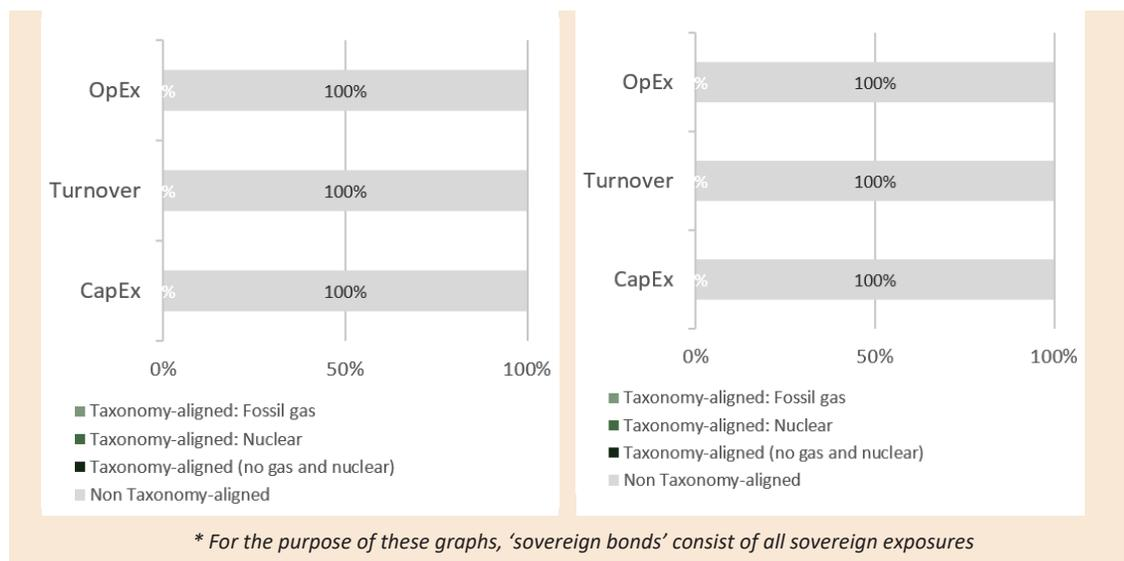 OpEx
%
100%
Turnover
%
100%
CapEx
%
100%
0% 50% 100%
Taxonomy-aligned: Fossil gas
Taxonomy-aligned: Nuclear
Taxonomy-aligned (no gas and nuclear)
Non Taxonomy-aligned
OpEx
%
100%
Turnover
%
100%
CapEx
%
100%
0% 50% 100%
Taxonomy-aligned: Fossil gas
Taxonomy-aligned: Nuclear
Taxonomy-aligned (no gas and nuclear)
Non Taxonomy-aligned
* For the purpose of these graphs, ‘sovereign bonds’ consist of all sovereign exposures